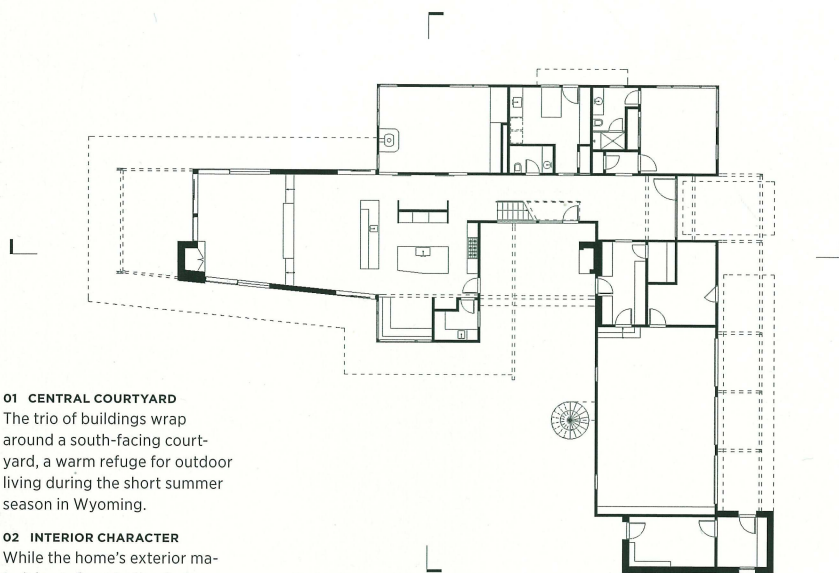 01 CENTRAL COURTYARD
The trio of buildings wrap
around a south-facing court-
yard, a warm refuge for outdoor
living during the short summer
season in Wyoming.
02 INTERIOR CHARACTER
While the home's exterior ma-